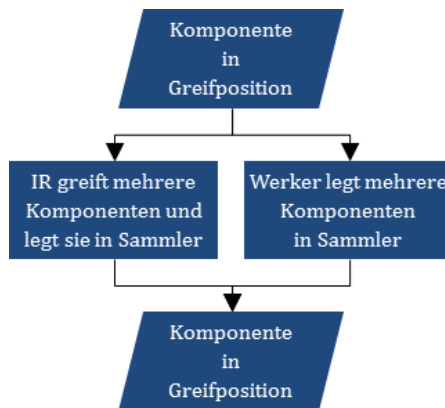 Komponente
in
Greifposition
IR greift mehrere
Komponenten und
legt sie in Sammler
Werker legt mehrere
Komponenten
in Sammler
Komponente
in
Greifposition